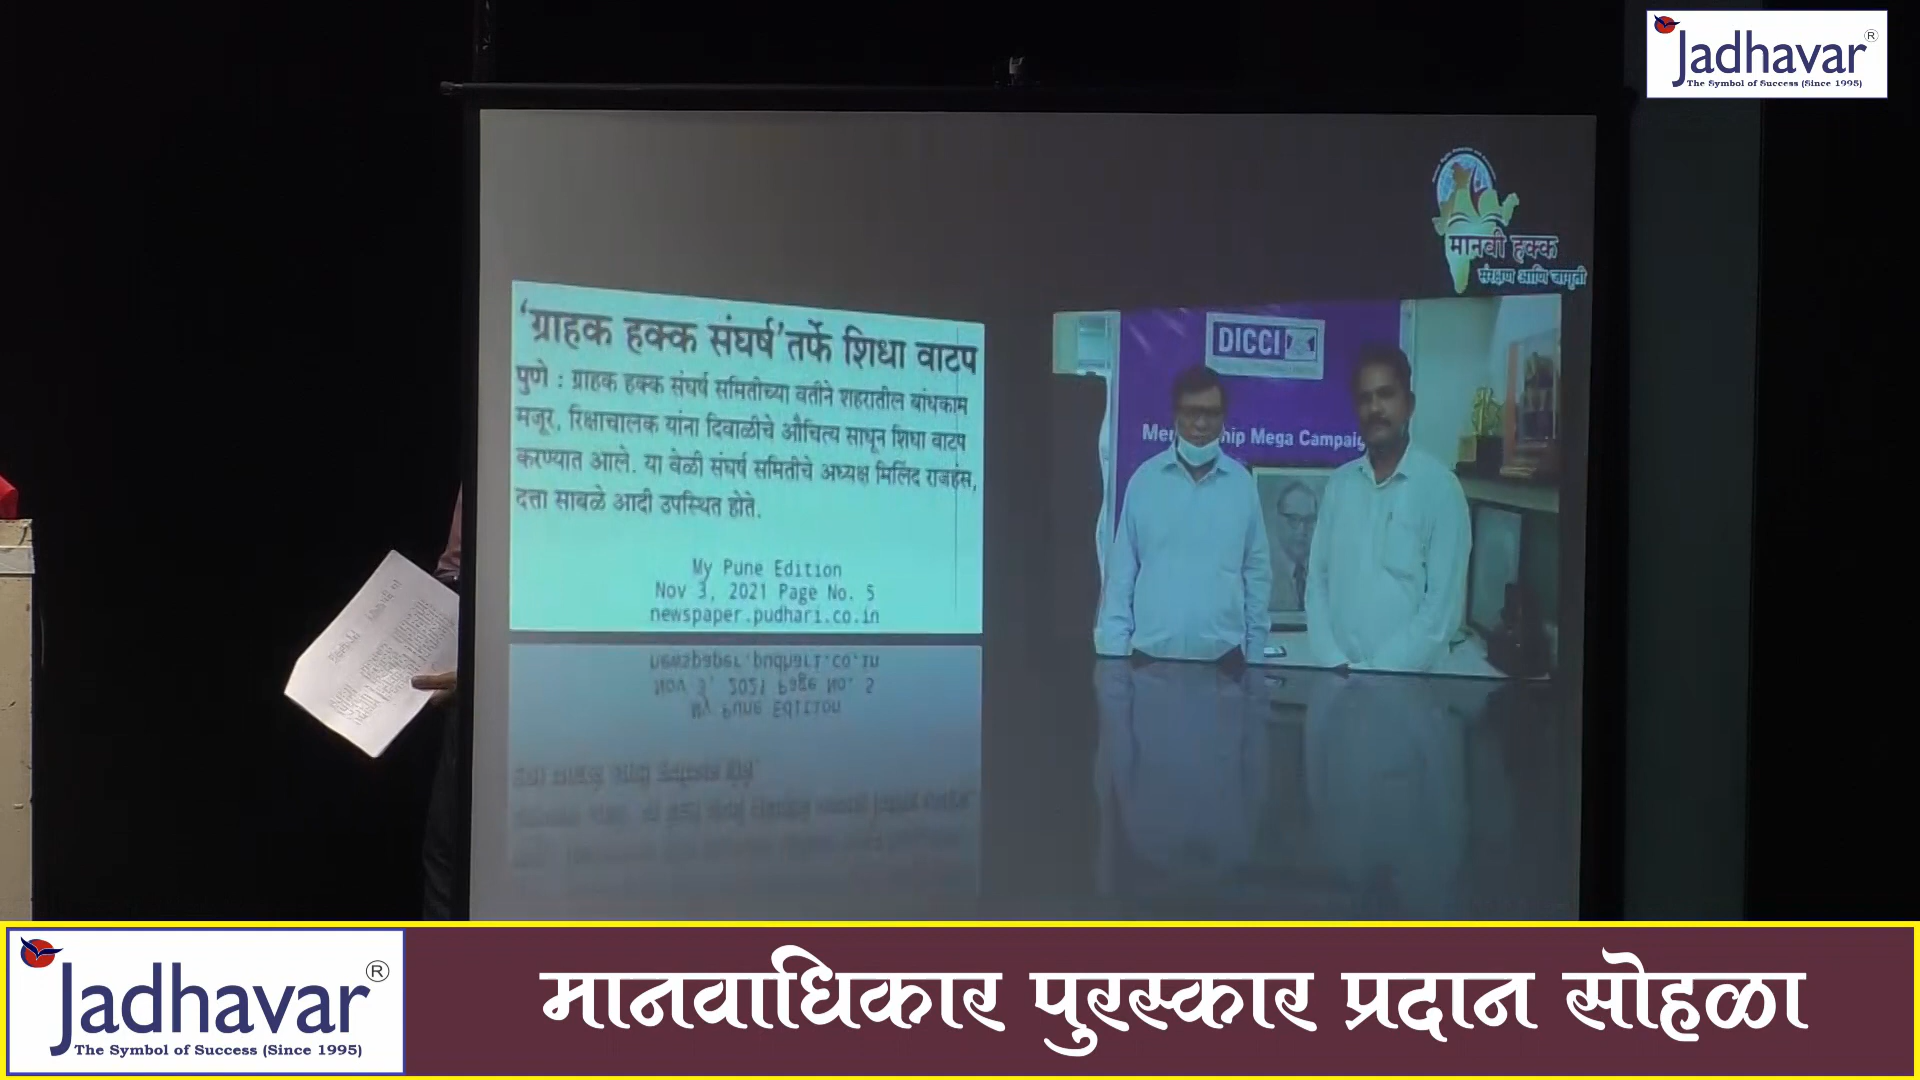 Jadhavar®
The Symbol of Success (Since 1995)
मानवी हक्क
संरक्षण आणि जागृती
‘ग्राहक हक्क संघर्ष’तर्फे शिधा वाटप
पुणे : ग्राहक हक्क संघर्ष समितीच्या वतीने शहरातील बांधकाम
मजूर, रिक्षाचालक यांना दिवाळीचे औचित्य साधून शिधा वाटप
करण्यात आले. या वेळी संघर्ष समितीचे अध्यक्ष मिलिंद राजहंस,
दत्ता साबळे आदी उपस्थित होते.
My Pune Edition
Nov 3, 2021 Page No. 5
newspaper.pudhari.co.in
DICCI
Mega Campaig
Jadhavar®
The Symbol of Success (Since 1995)
मानवाधिकार पुरस्कार प्रदान सोहळा